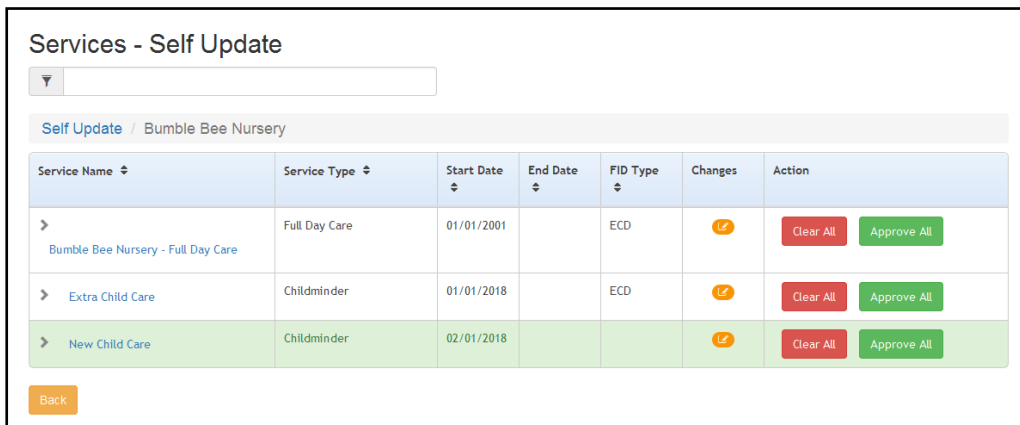 Services - Self Update
Self Update / Bumble Bee Nursery
Service Name Service Type Start Date End Date FID Type Changes Action
Full Day Care 01/01/2001 ECD Clear All Approve All
Bumble Bee Nursery - Full Day Care
Extra Child Care Childminder 01/01/2018 ECD Clear All Approve All
New Child Care Childminder 02/01/2018 Clear All Approve All
Back